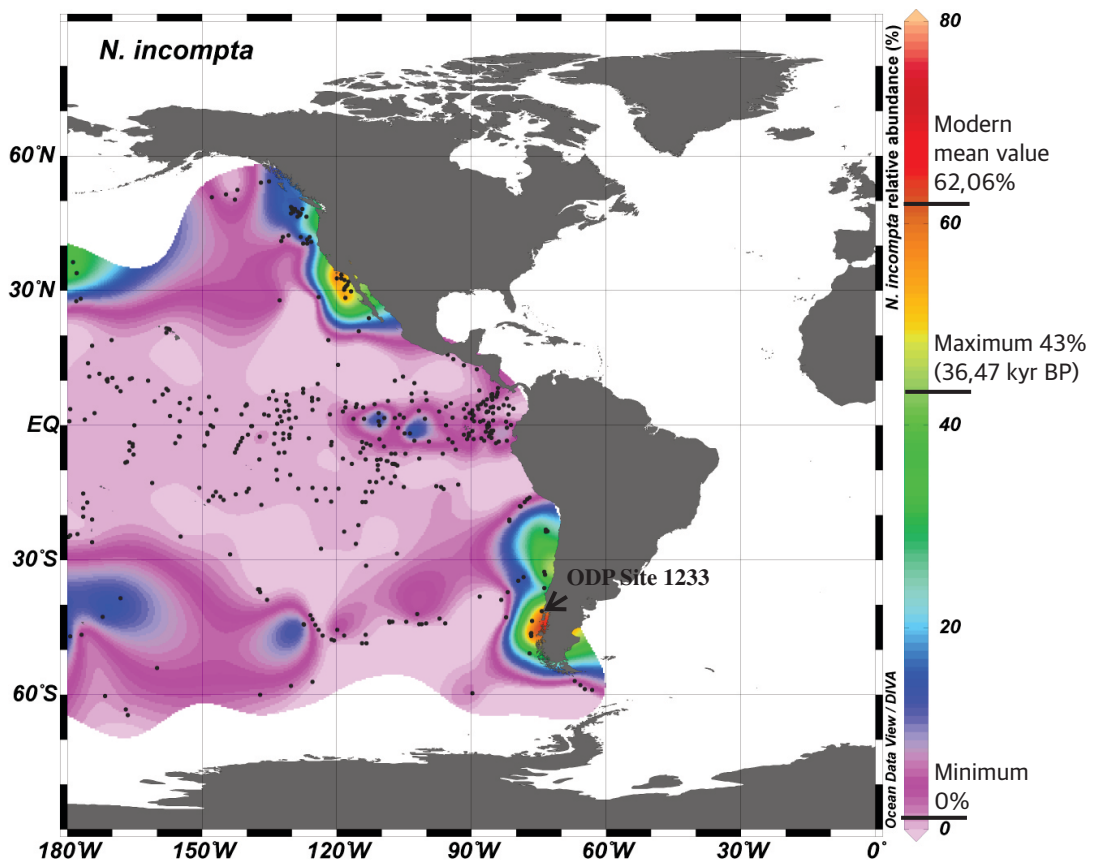 N. incompta
60°N
30°N
EQ
30°S
60°S
180°W
150°W
120°W
90°W
60°W
30°W
0°
ODP Site 1233
Ocean Data View / DIVA
N. incompta relative abundance (%)
80
60
40
20
0
Modern
mean value
62,06%
Maximum 43%
(36,47 kyr BP)
Minimum
0%